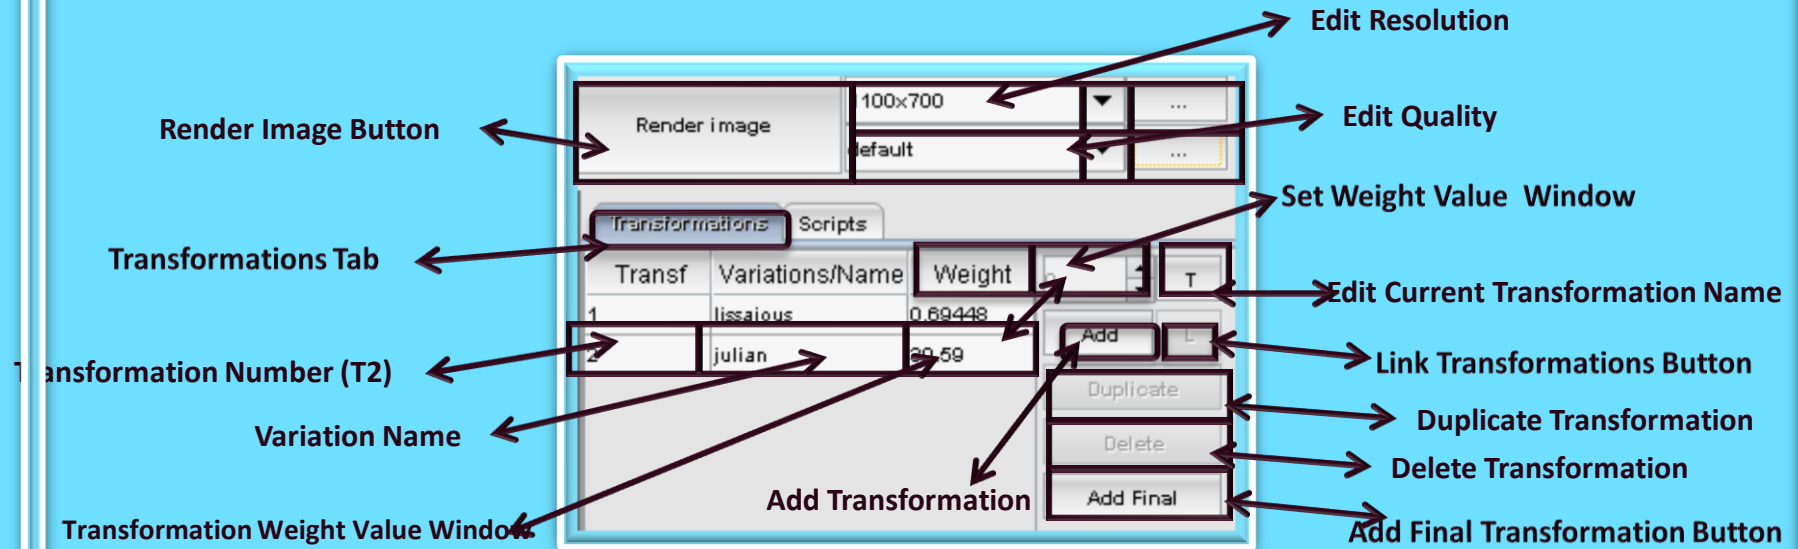 Edit Resolution
1100x700
...
Render image
Render Image Button
Edit Quality
default
...
Set Weight Value Window
Transformations
Scripts
Transformations Tab
Transf
Variations/Name
Weight
T
Edit Current Transformation Name
1
lissajous
0.69448
Add
L
2
julian
59
Link Transformations Button
Transformation Number (T2)
Duplicate
Duplicate Transformation
Variation Name
Delete
Delete Transformation
Add Transformation
Add Final
Transformation Weight Value Window
Add Final Transformation Button